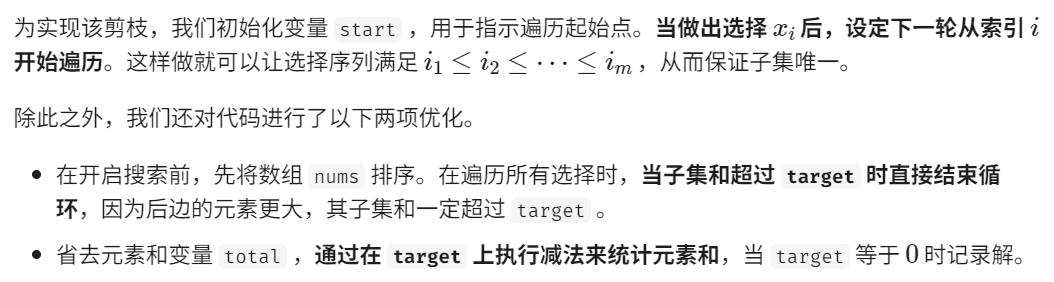 为实现该剪枝，我们初始化变量 start ，用于指示遍历起始点。当做出选择 xᵢ 后，设定下一轮从索引 i
开始遍历。这样做就可以让选择序列满足 i₁ ≤ i₂ ≤ ⋯ ≤ iₘ ，从而保证子集唯一。
除此之外，我们还对代码进行了以下两项优化。
• 在开启搜索前，先将数组 nums 排序。在遍历所有选择时，当子集和超过 target 时直接结束循
环，因为后边的元素更大，其子集和一定超过 target 。
• 省去元素和变量 total ，通过在 target 上执行减法来统计元素和，当 target 等于 0 时记录解。